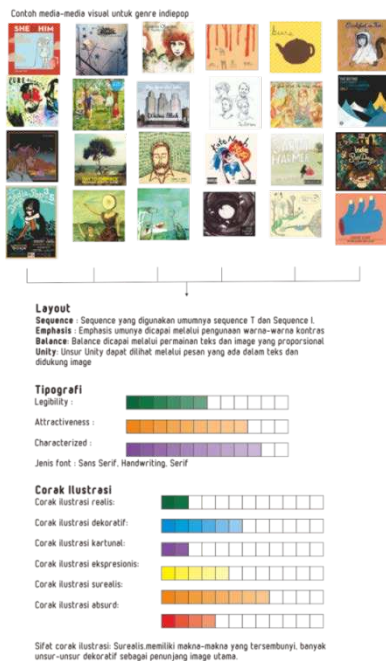 Contoh media-media visual untuk genre indiepop
SHE HIM
CURE
Kate Nash
Layout
Sequence : Sequence yang digunakan umumnya sequence T dan Sequence I.
Emphasis : Emphasis umunya dicapai melalui pengunaan warna-warna kontras
Balance: Balance dicapai melalui permainan teks dan image yang proporsional
Unity: Unsur Unity dapat dilihat melalui pesan yang ada dalam teks dan
didukung image
Tipografi
Legibility :
Attractiveness :
Characterized :
Jenis font : Sans Serif, Handwriting, Serif
Corak Ilustrasi
Corak ilustrasi realis:
Corak ilustrasi dekoratif:
Corak ilustrasi kartunal:
Corak ilustrasi ekspresionis:
Corak ilustrasi surealis:
Corak ilustrasi absurd:
Sifat corak ilustrasi: Surealis,memiliki makna-makna yang tersembunyi, banyak
unsur-unsur dekoratif sebagai penunjang image utama.